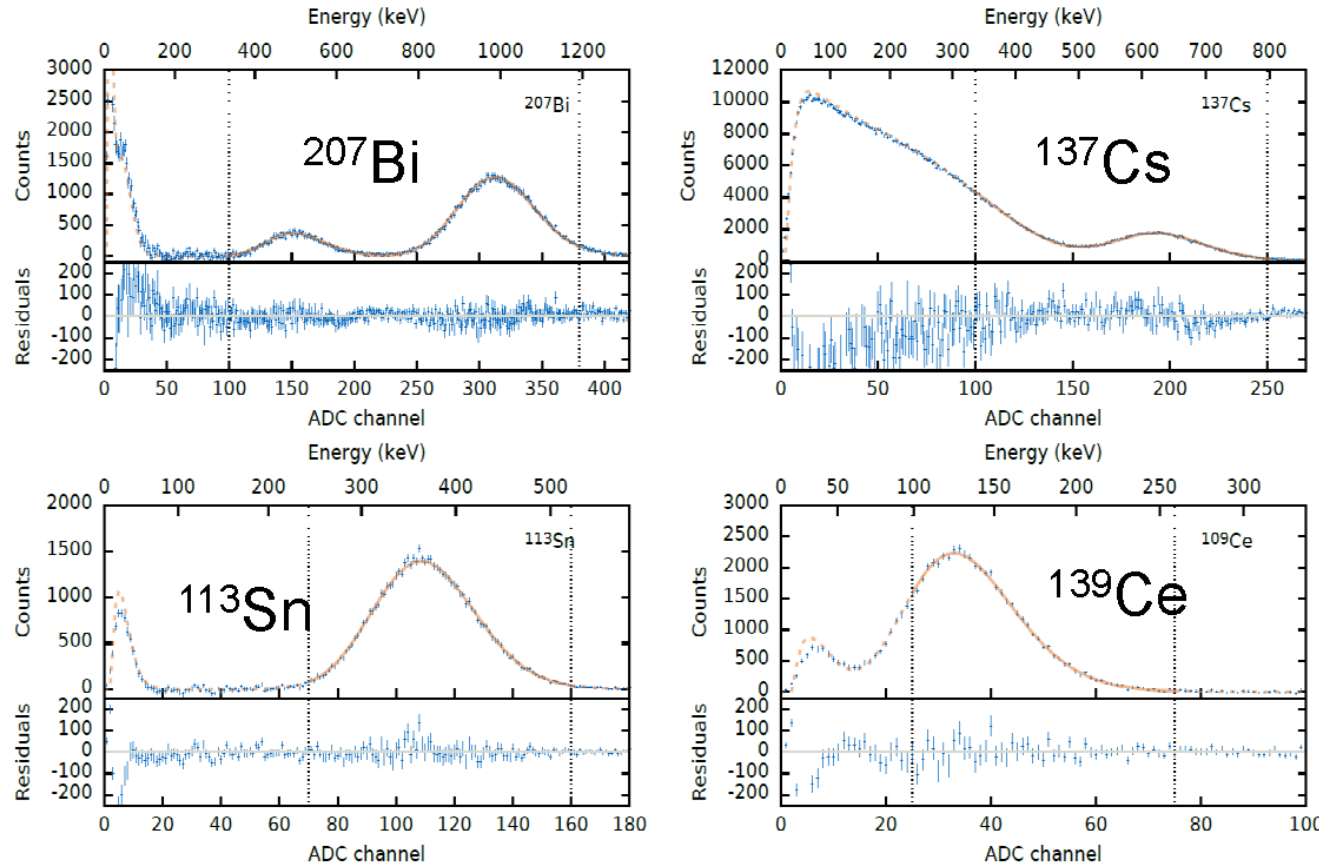 Energy (keV)
0 200 400 600 800 1000 1200
3000
2500
2000
1500
1000
500
0
Counts
²⁰⁷Bi
²⁰⁷Bi
200
100
0
-100
-200
Residuals
0 50 100 150 200 250 300 350 400
ADC channel
Energy (keV)
0 100 200 300 400 500 600 700 800
12000
10000
8000
6000
4000
2000
0
Counts
¹³⁷Cs
¹³⁷Cs
200
100
0
-100
-200
Residuals
0 50 100 150 200 250
ADC channel
Energy (keV)
0 100 200 300 400 500
2000
1500
1000
500
0
Counts
¹¹³Sn
¹¹³Sn
200
100
0
-100
-200
Residuals
0 20 40 60 80 100 120 140 160 180
ADC channel
Energy (keV)
0 50 100 150 200 250 300
3000
2500
2000
1500
1000
500
0
Counts
¹⁰⁹Ce
¹³⁹Ce
200
100
0
-100
-200
Residuals
0 20 40 60 80 100
ADC channel